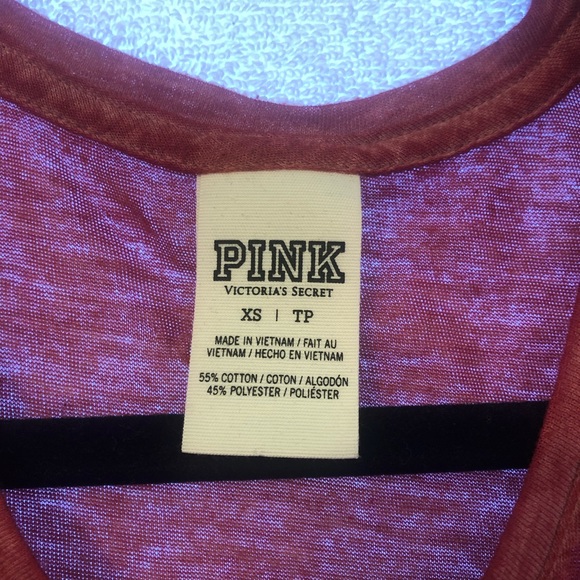 PINK
VICTORIA'S SECRET
XS | TP
MADE IN VIETNAM / FAIT AU
VIETNAM / HECHO EN VIETNAM
55% COTTON / COTON / ALGODÓN
45% POLYESTER / POLIÉSTER